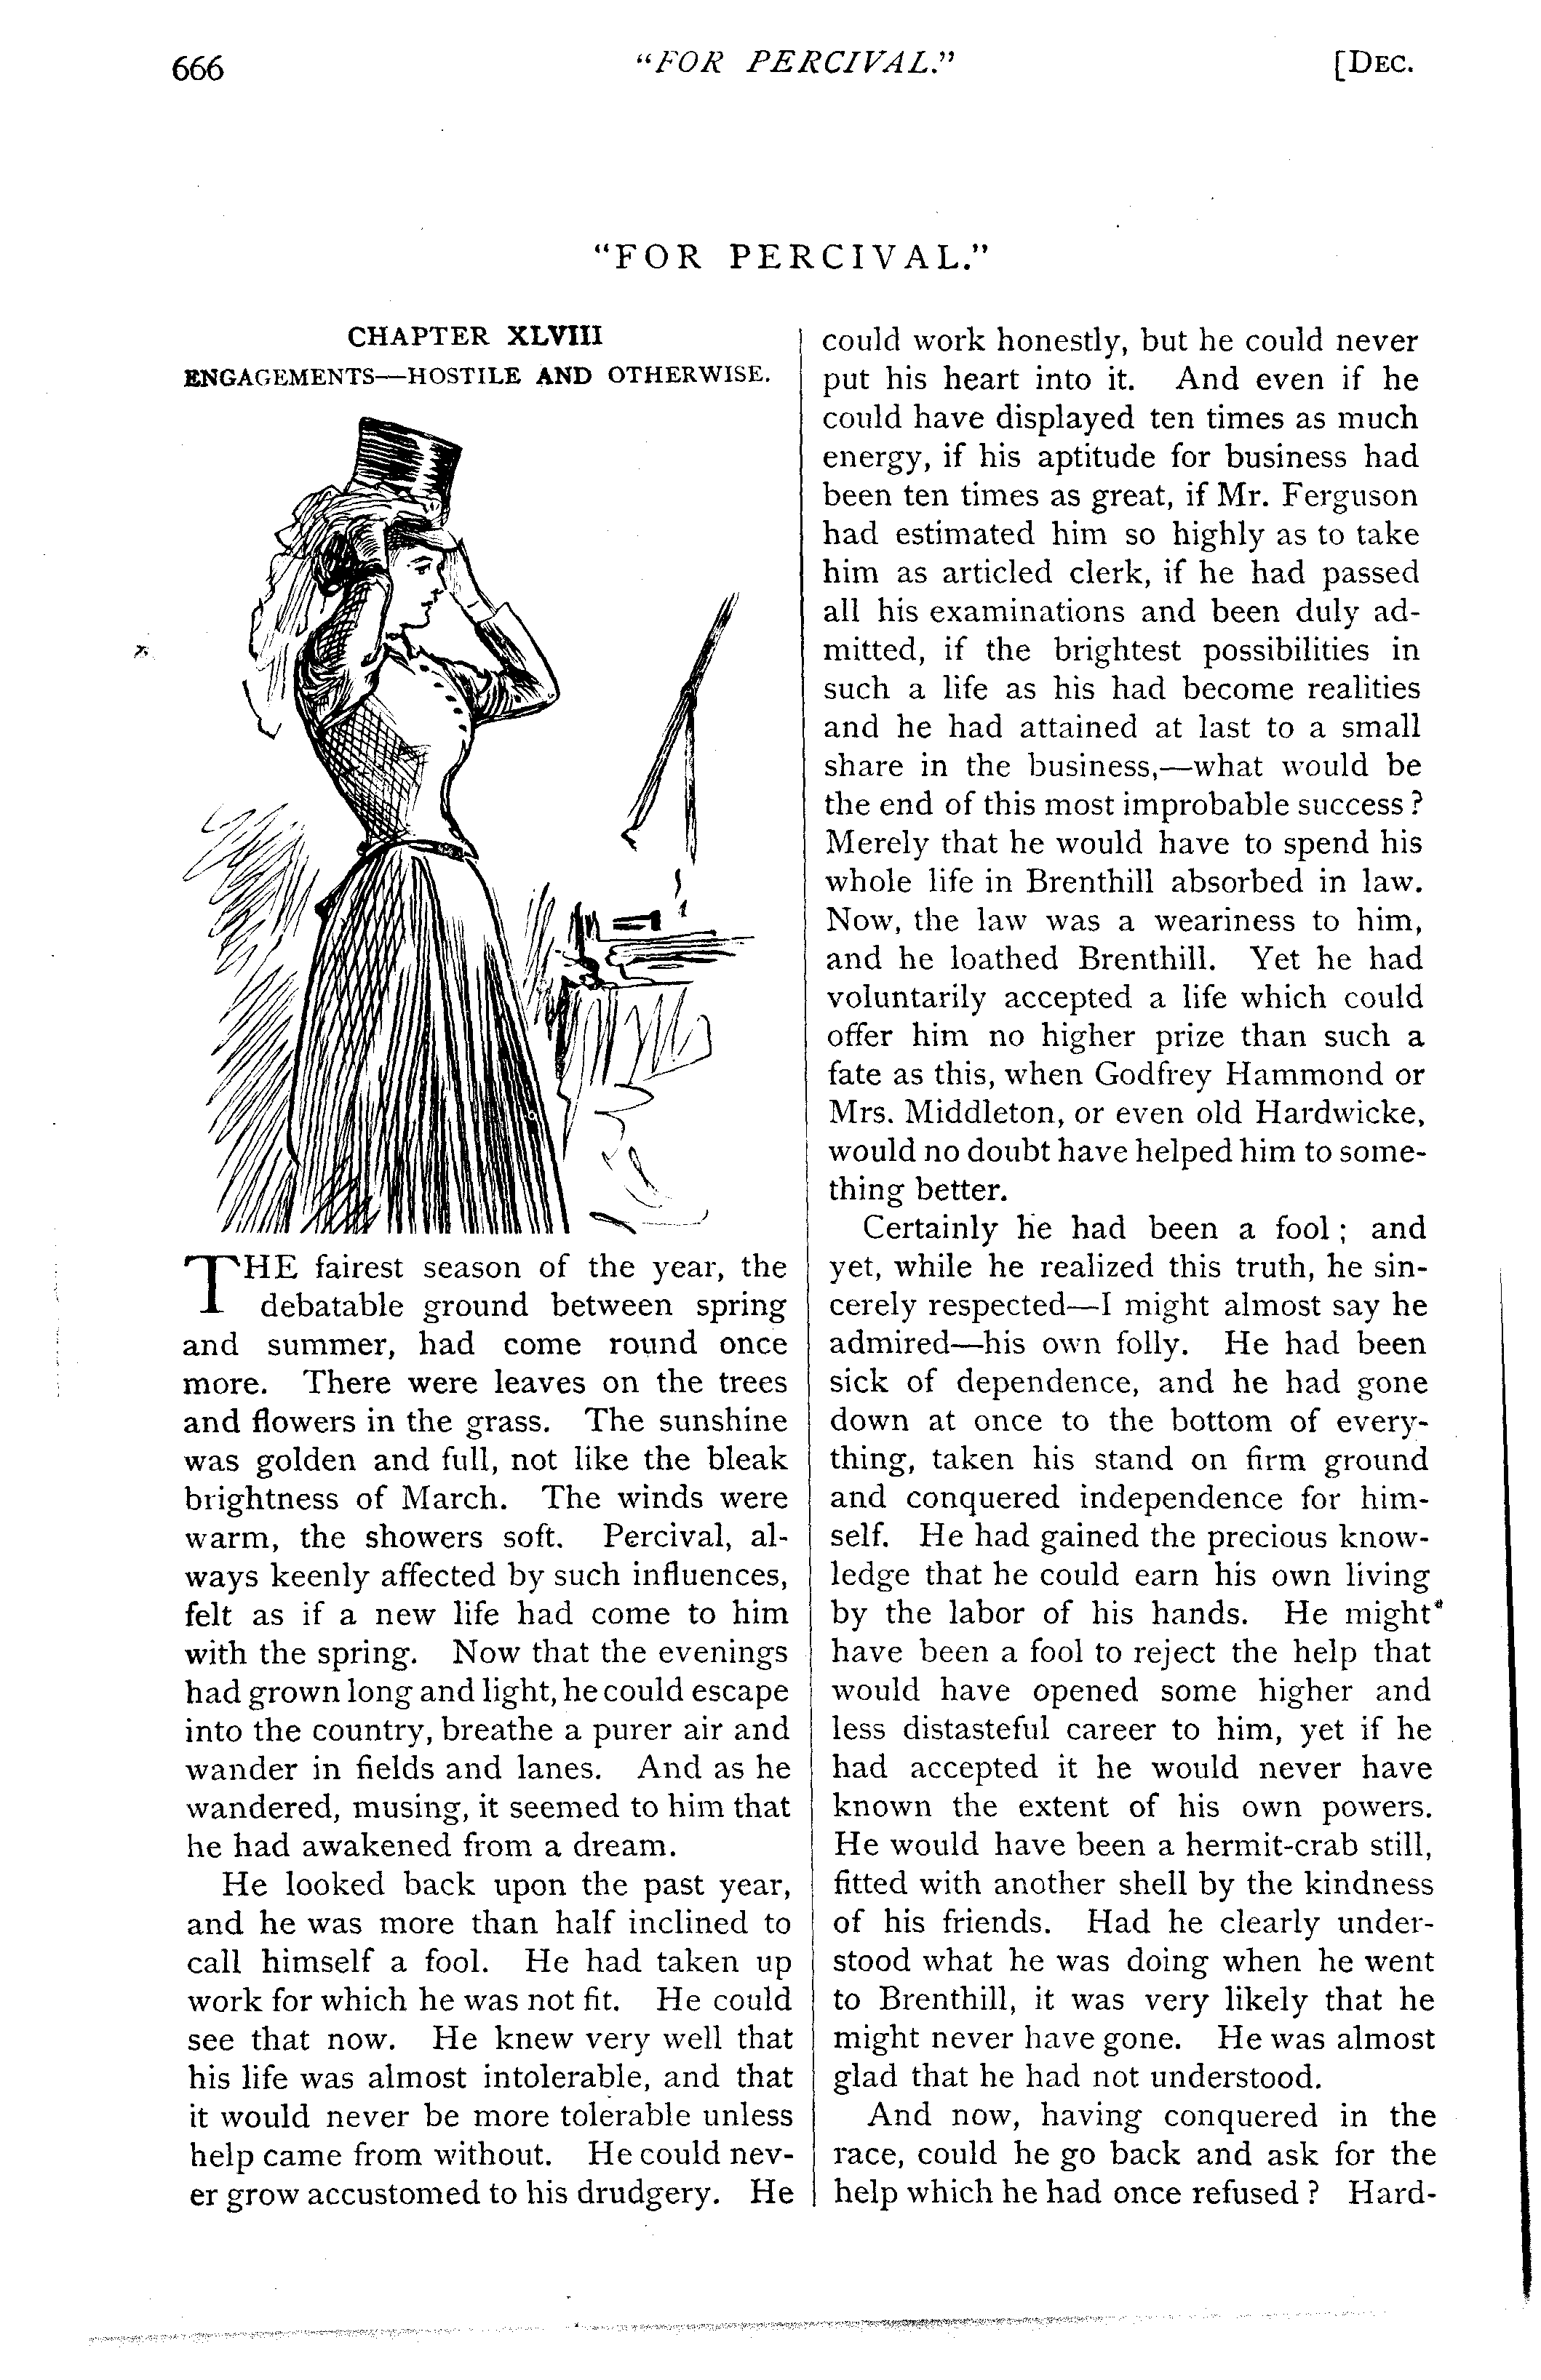 666
"FOR PERCIVAL."
[DEC.
"FOR PERCIVAL."
CHAPTER XLVIII
ENGAGEMENTS—HOSTILE AND OTHERWISE.
THE fairest season of the year, the
debatable ground between spring
and summer, had come round once
more. There were leaves on the trees
and flowers in the grass. The sunshine
was golden and full, not like the bleak
brightness of March. The winds were
warm, the showers soft. Percival, al-
ways keenly affected by such influences,
felt as if a new life had come to him
with the spring. Now that the evenings
had grown long and light, he could escape
into the country, breathe a purer air and
wander in fields and lanes. And as he
wandered, musing, it seemed to him that
he had awakened from a dream.
He looked back upon the past year,
and he was more than half inclined to
call himself a fool. He had taken up
work for which he was not fit. He could
see that now. He knew very well that
his life was almost intolerable, and that
it would never be more tolerable unless
help came from without. He could nev-
er grow accustomed to his drudgery. He
could work honestly, but he could never
put his heart into it. And even if he
could have displayed ten times as much
energy, if his aptitude for business had
been ten times as great, if Mr. Ferguson
had estimated him so highly as to take
him as articled clerk, if he had passed
all his examinations and been duly ad-
mitted, if the brightest possibilities in
such a life as his had become realities
and he had attained at last to a small
share in the business,—what would be
the end of this most improbable success?
Merely that he would have to spend his
whole life in Brenthill absorbed in law.
Now, the law was a weariness to him,
and he loathed Brenthill. Yet he had
voluntarily accepted a life which could
offer him no higher prize than such a
fate as this, when Godfrey Hammond or
Mrs. Middleton, or even old Hardwicke,
would no doubt have helped him to some-
thing better.
Certainly he had been a fool; and
yet, while he realized this truth, he sin-
cerely respected—I might almost say he
admired—his own folly. He had been
sick of dependence, and he had gone
down at once to the bottom of every-
thing, taken his stand on firm ground
and conquered independence for him-
self. He had gained the precious know-
ledge that he could earn his own living
by the labor of his hands. He might
have been a fool to reject the help that
would have opened some higher and
less distasteful career to him, yet if he
had accepted it he would never have
known the extent of his own powers.
He would have been a hermit-crab still,
fitted with another shell by the kindness
of his friends. Had he clearly under-
stood what he was doing when he went
to Brenthill, it was very likely that he
might never have gone. He was almost
glad that he had not understood.
And now, having conquered in the
race, could he go back and ask for the
help which he had once refused? Hard-